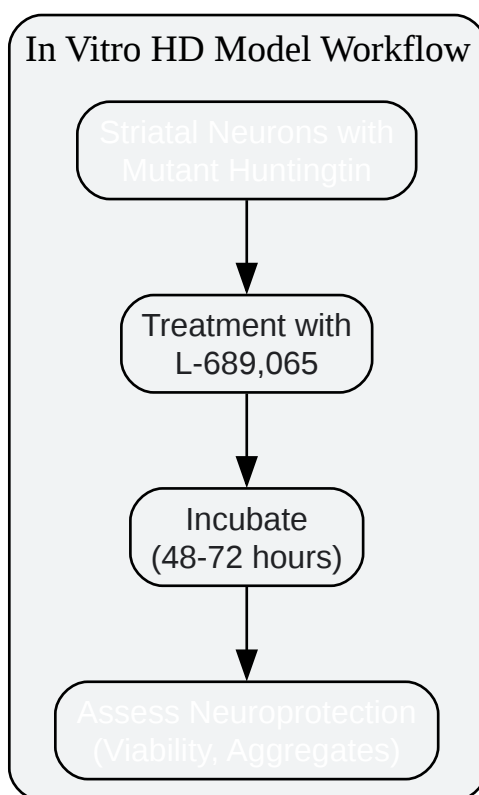 In Vitro HD Model Workflow
Striatal Neurons with
Mutant Huntingtin
Treatment with
L-689,065
Incubate
(48-72 hours)
Assess Neuroprotection
(Viability, Aggregates)